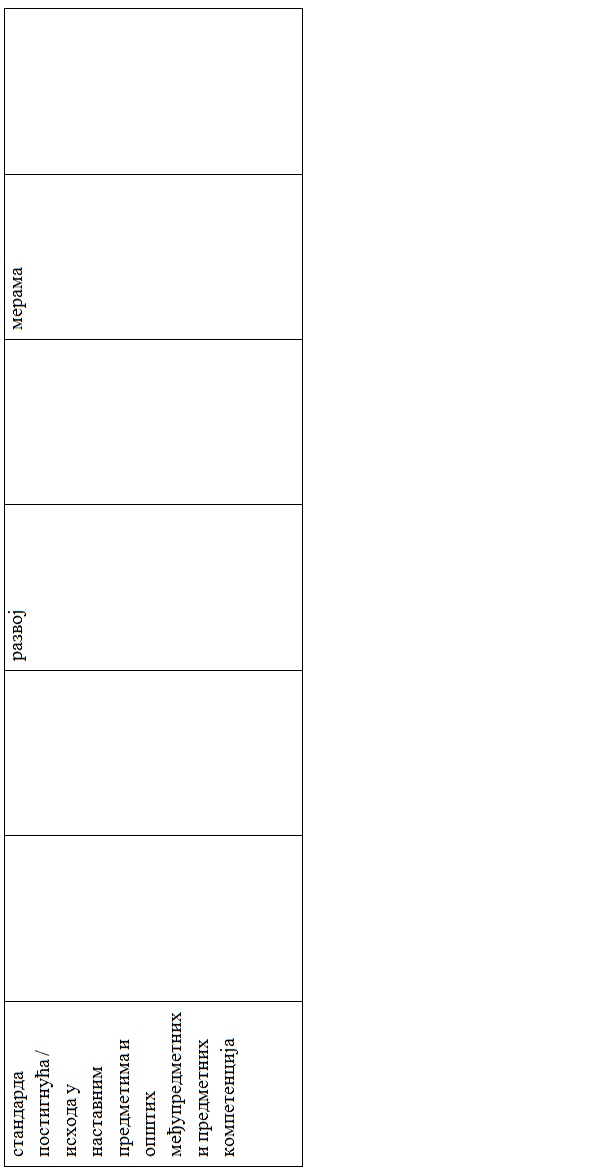 стандарда
постигнућа /
исхода у
наставним
предметима и
општих
међупредметних
и предметних
компетенција
развој
мерама